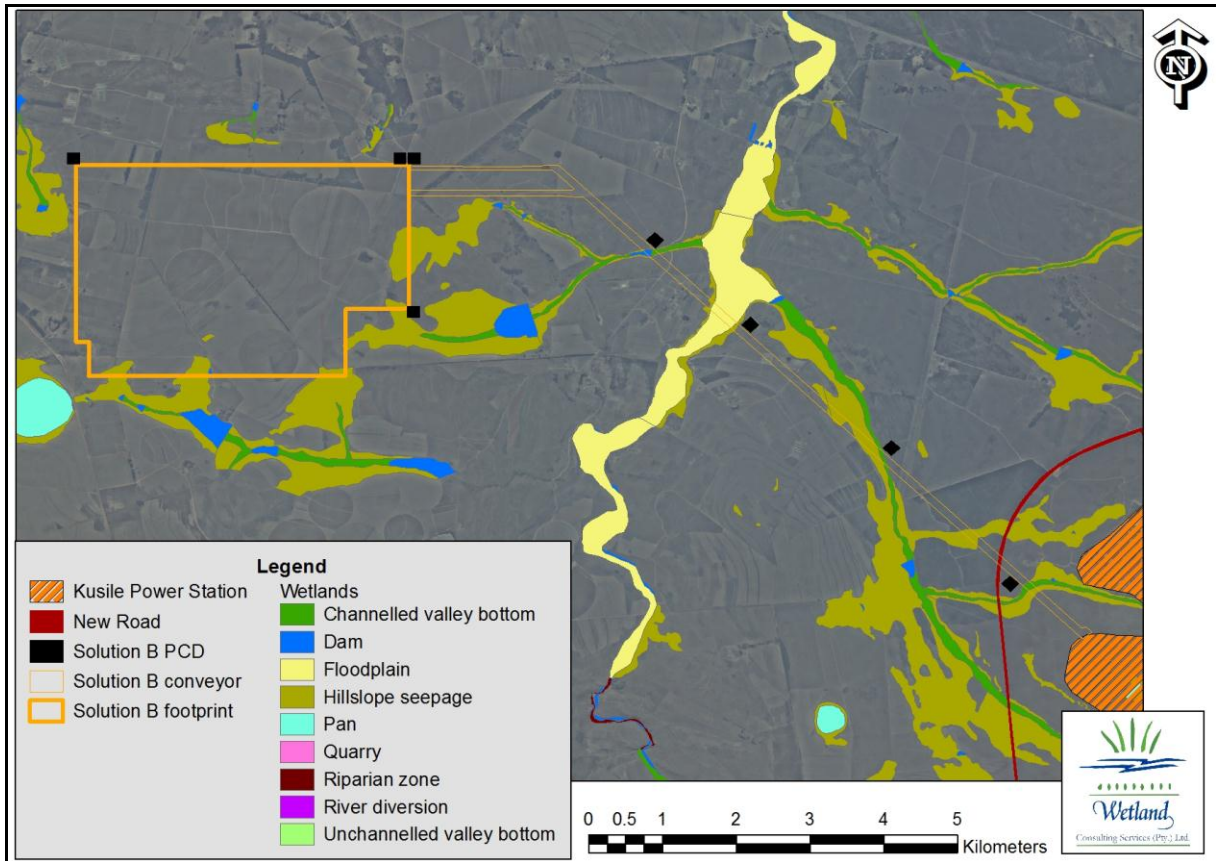 N
Legend
Kusile Power Station
New Road
Solution B PCD
Solution B conveyor
Solution B footprint
Wetlands
Channelled valley bottom
Dam
Floodplain
Hillslope seepage
Pan
Quarry
Riparian zone
River diversion
Unchannelled valley bottom
0 0.5 1 2 3 4 5
Kilometers
Wetland
Consulting Services (Pty.) Ltd.